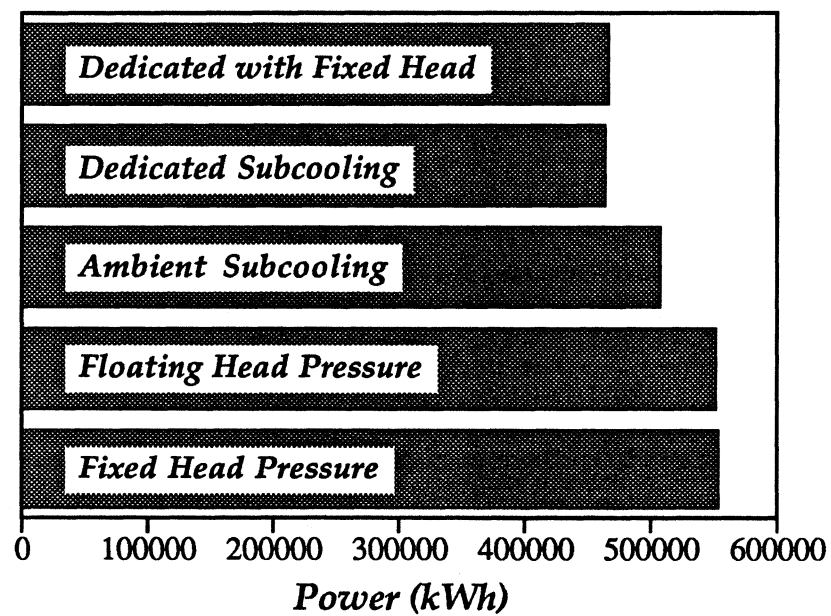 Dedicated with Fixed Head
Dedicated Subcooling
Ambient Subcooling
Floating Head Pressure
Fixed Head Pressure
0 100000 200000 300000 400000 500000 600000
Power (kWh)